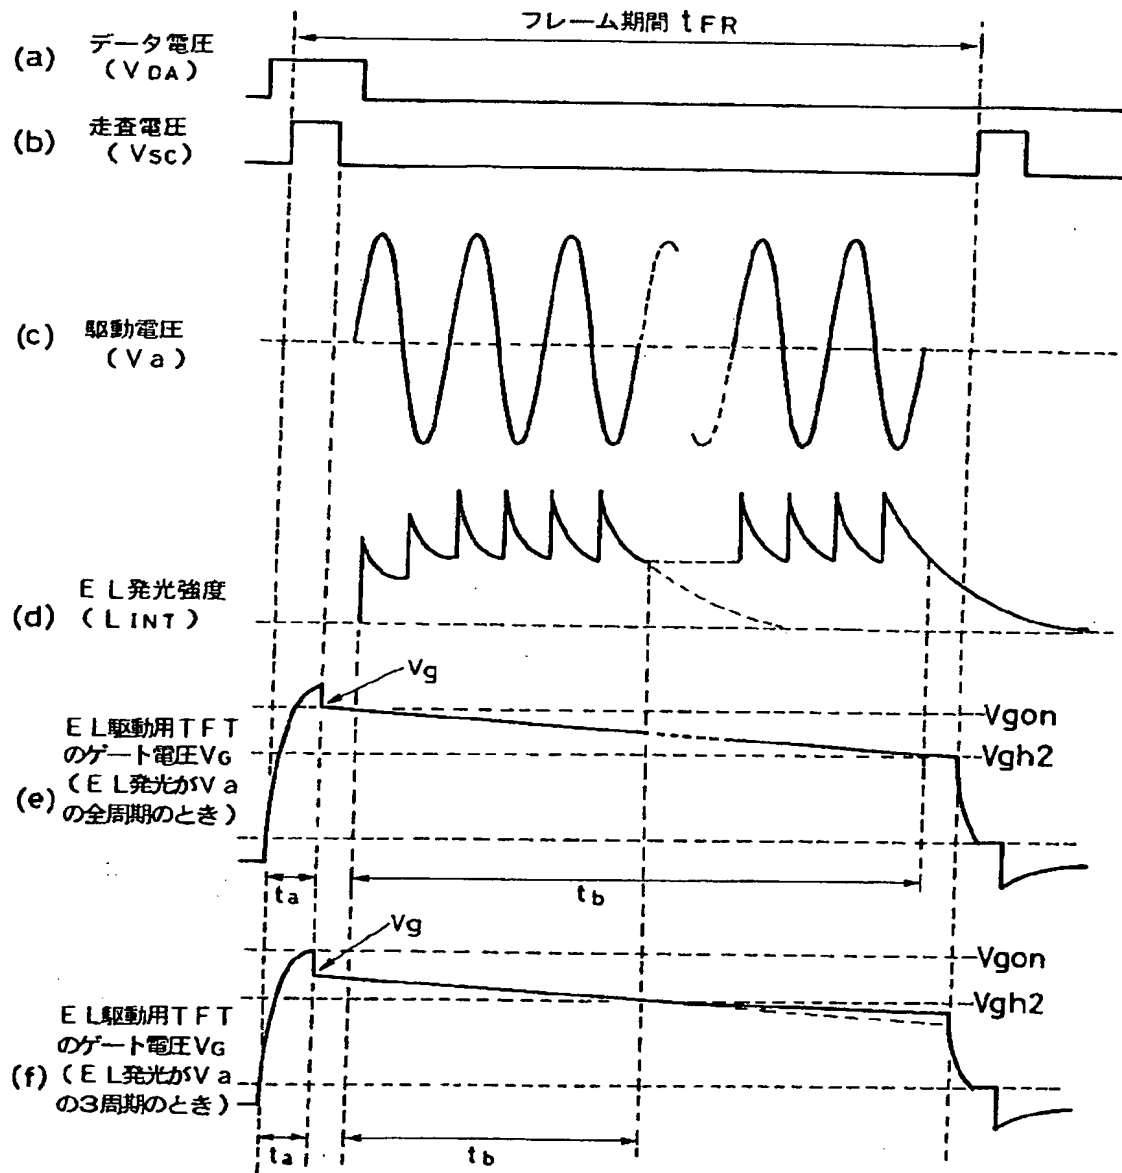 フレーム期間 tFR
(a) データ電圧
(VDA)
(b) 走査電圧
(VSC)
(c) 駆動電圧
(Va)
(d) EL発光強度
(LINT)
Vg
Vgon
Vgh2
(e) EL駆動用TFT
のゲート電圧VG
(EL発光がVa
の全周期のとき)
ta
tb
Vg
Vgon
Vgh2
(f) EL駆動用TFT
のゲート電圧VG
(EL発光がVa
の3周期のとき)
ta
tb